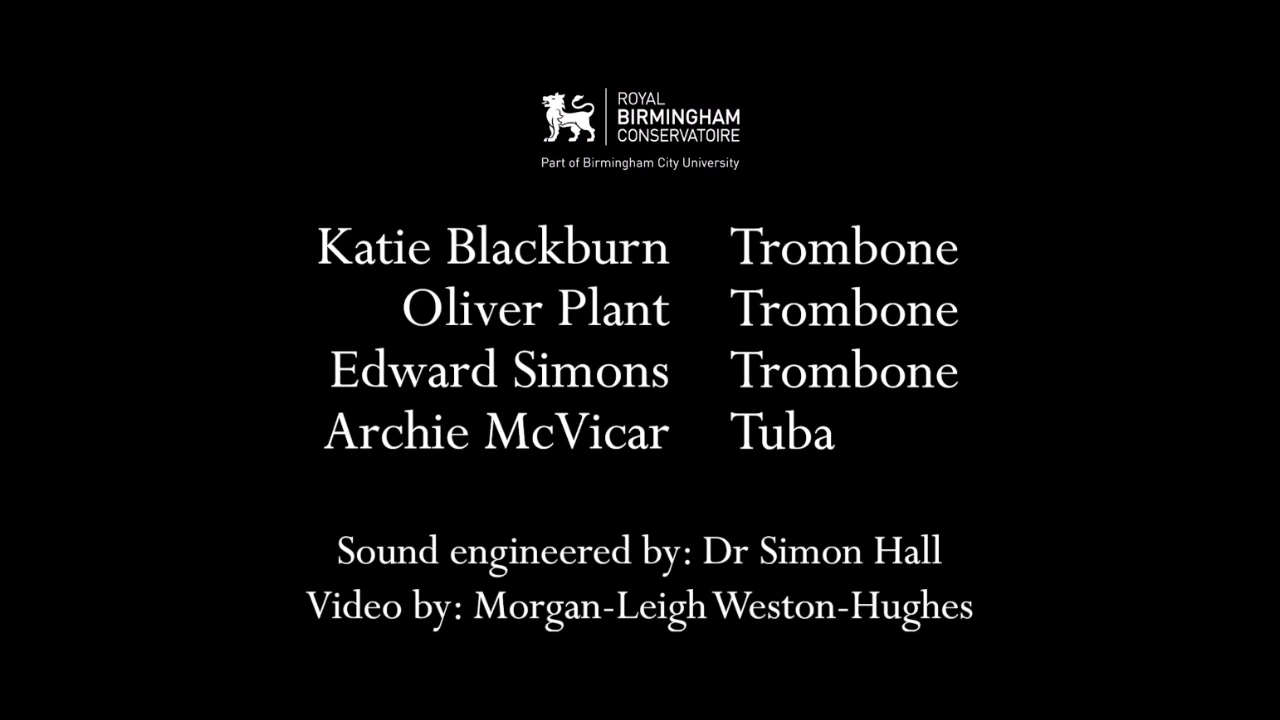 ROYAL
BIRMINGHAM
CONSERVATOIRE
Part of Birmingham City University
Katie Blackburn Trombone
Oliver Plant Trombone
Edward Simons Trombone
Archie McVicar Tuba
Sound engineered by: Dr Simon Hall
Video by: Morgan-Leigh Weston-Hughes